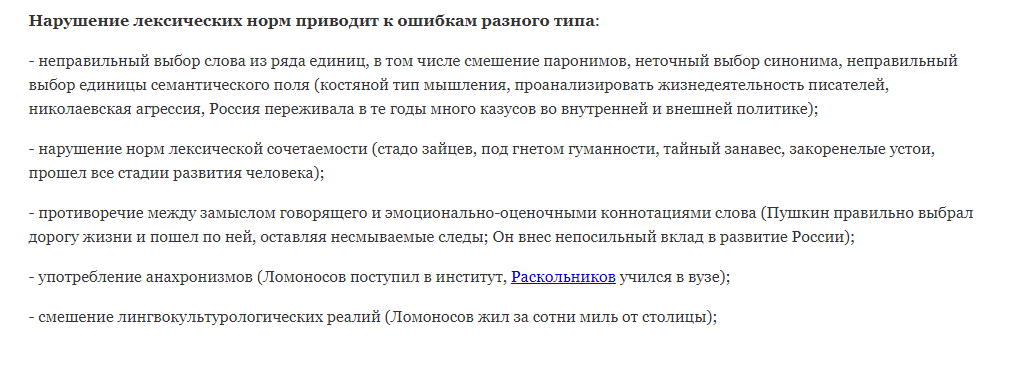 Нарушение лексических норм приводит к ошибкам разного типа:
- неправильный выбор слова из ряда единиц, в том числе смешение паронимов, неточный выбор синонима, неправильный
выбор единицы семантического поля (костяной тип мышления, проанализировать жизнедеятельность писателей,
николаевская агрессия, Россия переживала в те годы много казусов во внутренней и внешней политике);
- нарушение норм лексической сочетаемости (стадо зайцев, под гнетом гуманности, тайный занавес, закоренелые устои,
прошел все стадии развития человека);
- противоречие между замыслом говорящего и эмоционально-оценочными коннотациями слова (Пушкин правильно выбрал
дорогу жизни и пошел по ней, оставляя несмываемые следы; Он внес непосильный вклад в развитие России);
- употребление анахронизмов (Ломоносов поступил в институт, Раскольников учился в вузе);
- смешение лингвокультурологических реалий (Ломоносов жил за сотни миль от столицы);